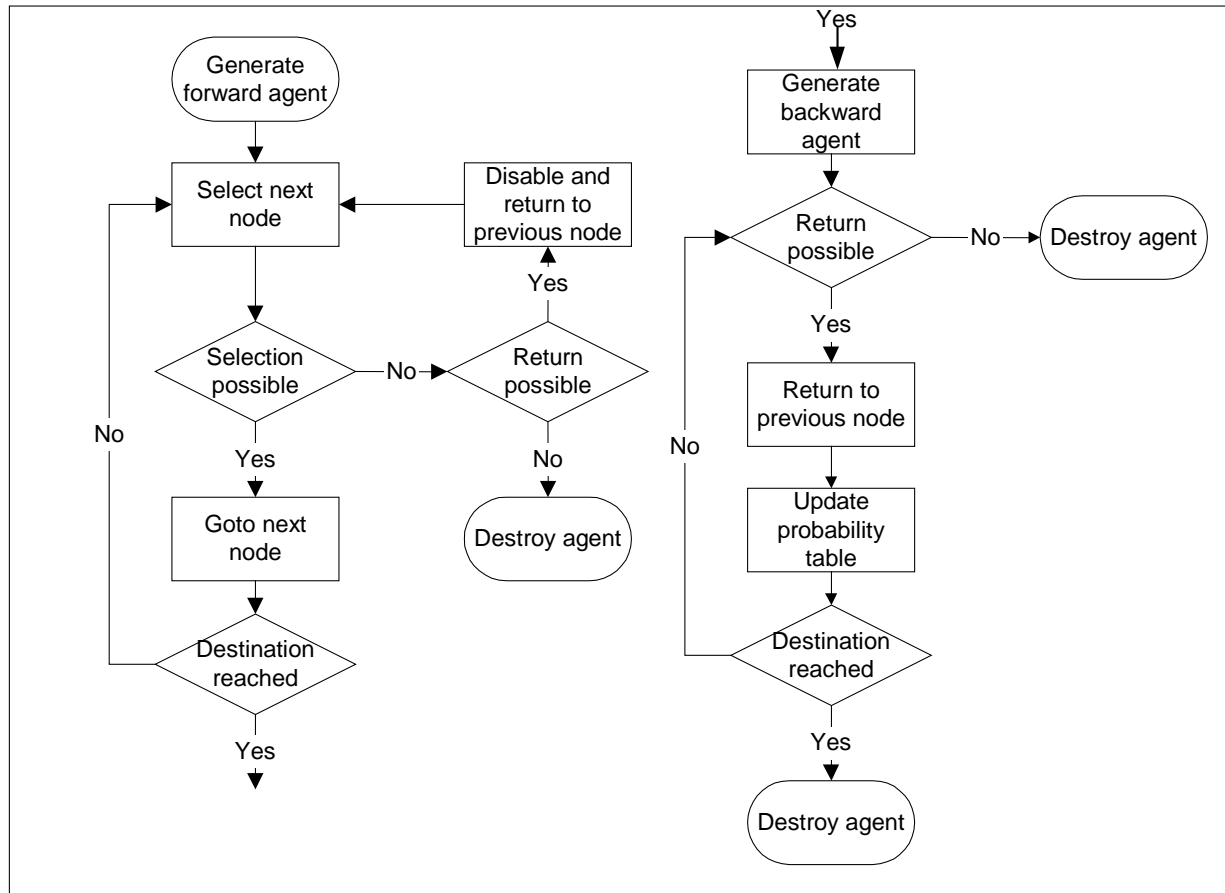 Generate
forward agent
Select next
node
Disable and
return to
previous node
Yes
Selection
possible
No
Return
possible
No
Yes
No
Goto next
node
Destroy agent
Destination
reached
Yes
Yes
Generate
backward
agent
Return
possible
No
Destroy agent
Yes
Return to
previous node
No
Update
probability
table
Destination
reached
Yes
Destroy agent